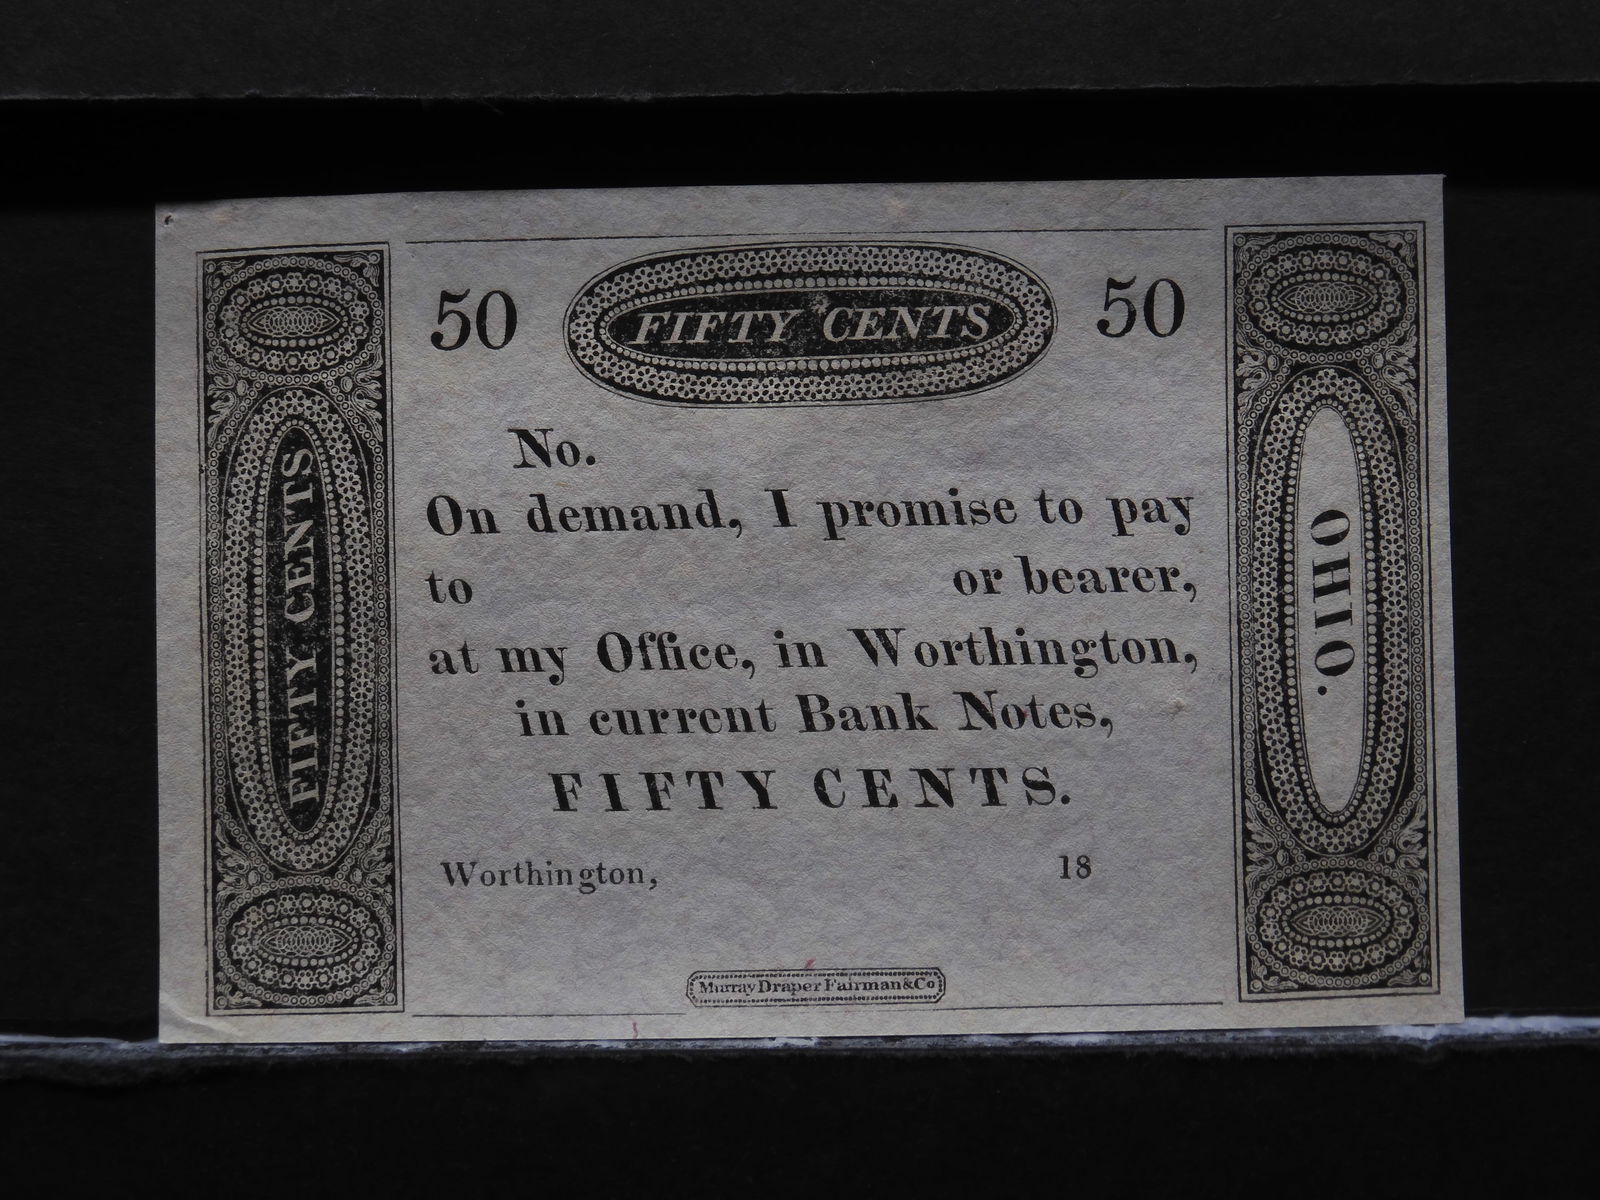 50 FIFTY CENTS 50
No.
On demand, I promise to pay
to or bearer,
at my Office, in Worthington,
in current Bank Notes,
FIFTY CENTS.
Worthington, 18
Murray Draper Fairman & Co
FIFTY CENTS
OHIO.